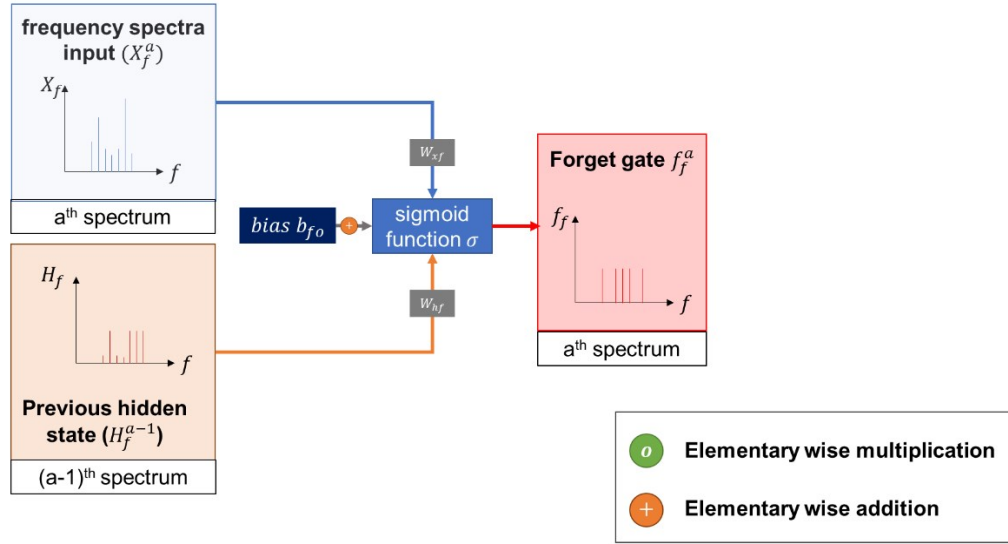 frequency spectra
input (X_f^a)
X_f
f
a^th spectrum
W_xf
bias b_fo
+
sigmoid
function σ
Forget gate f_f^a
f_f
f
a^th spectrum
H_f
f
W_hf
Previous hidden
state (H_f^{a-1})
(a-1)^th spectrum
o Elementary wise multiplication
+ Elementary wise addition